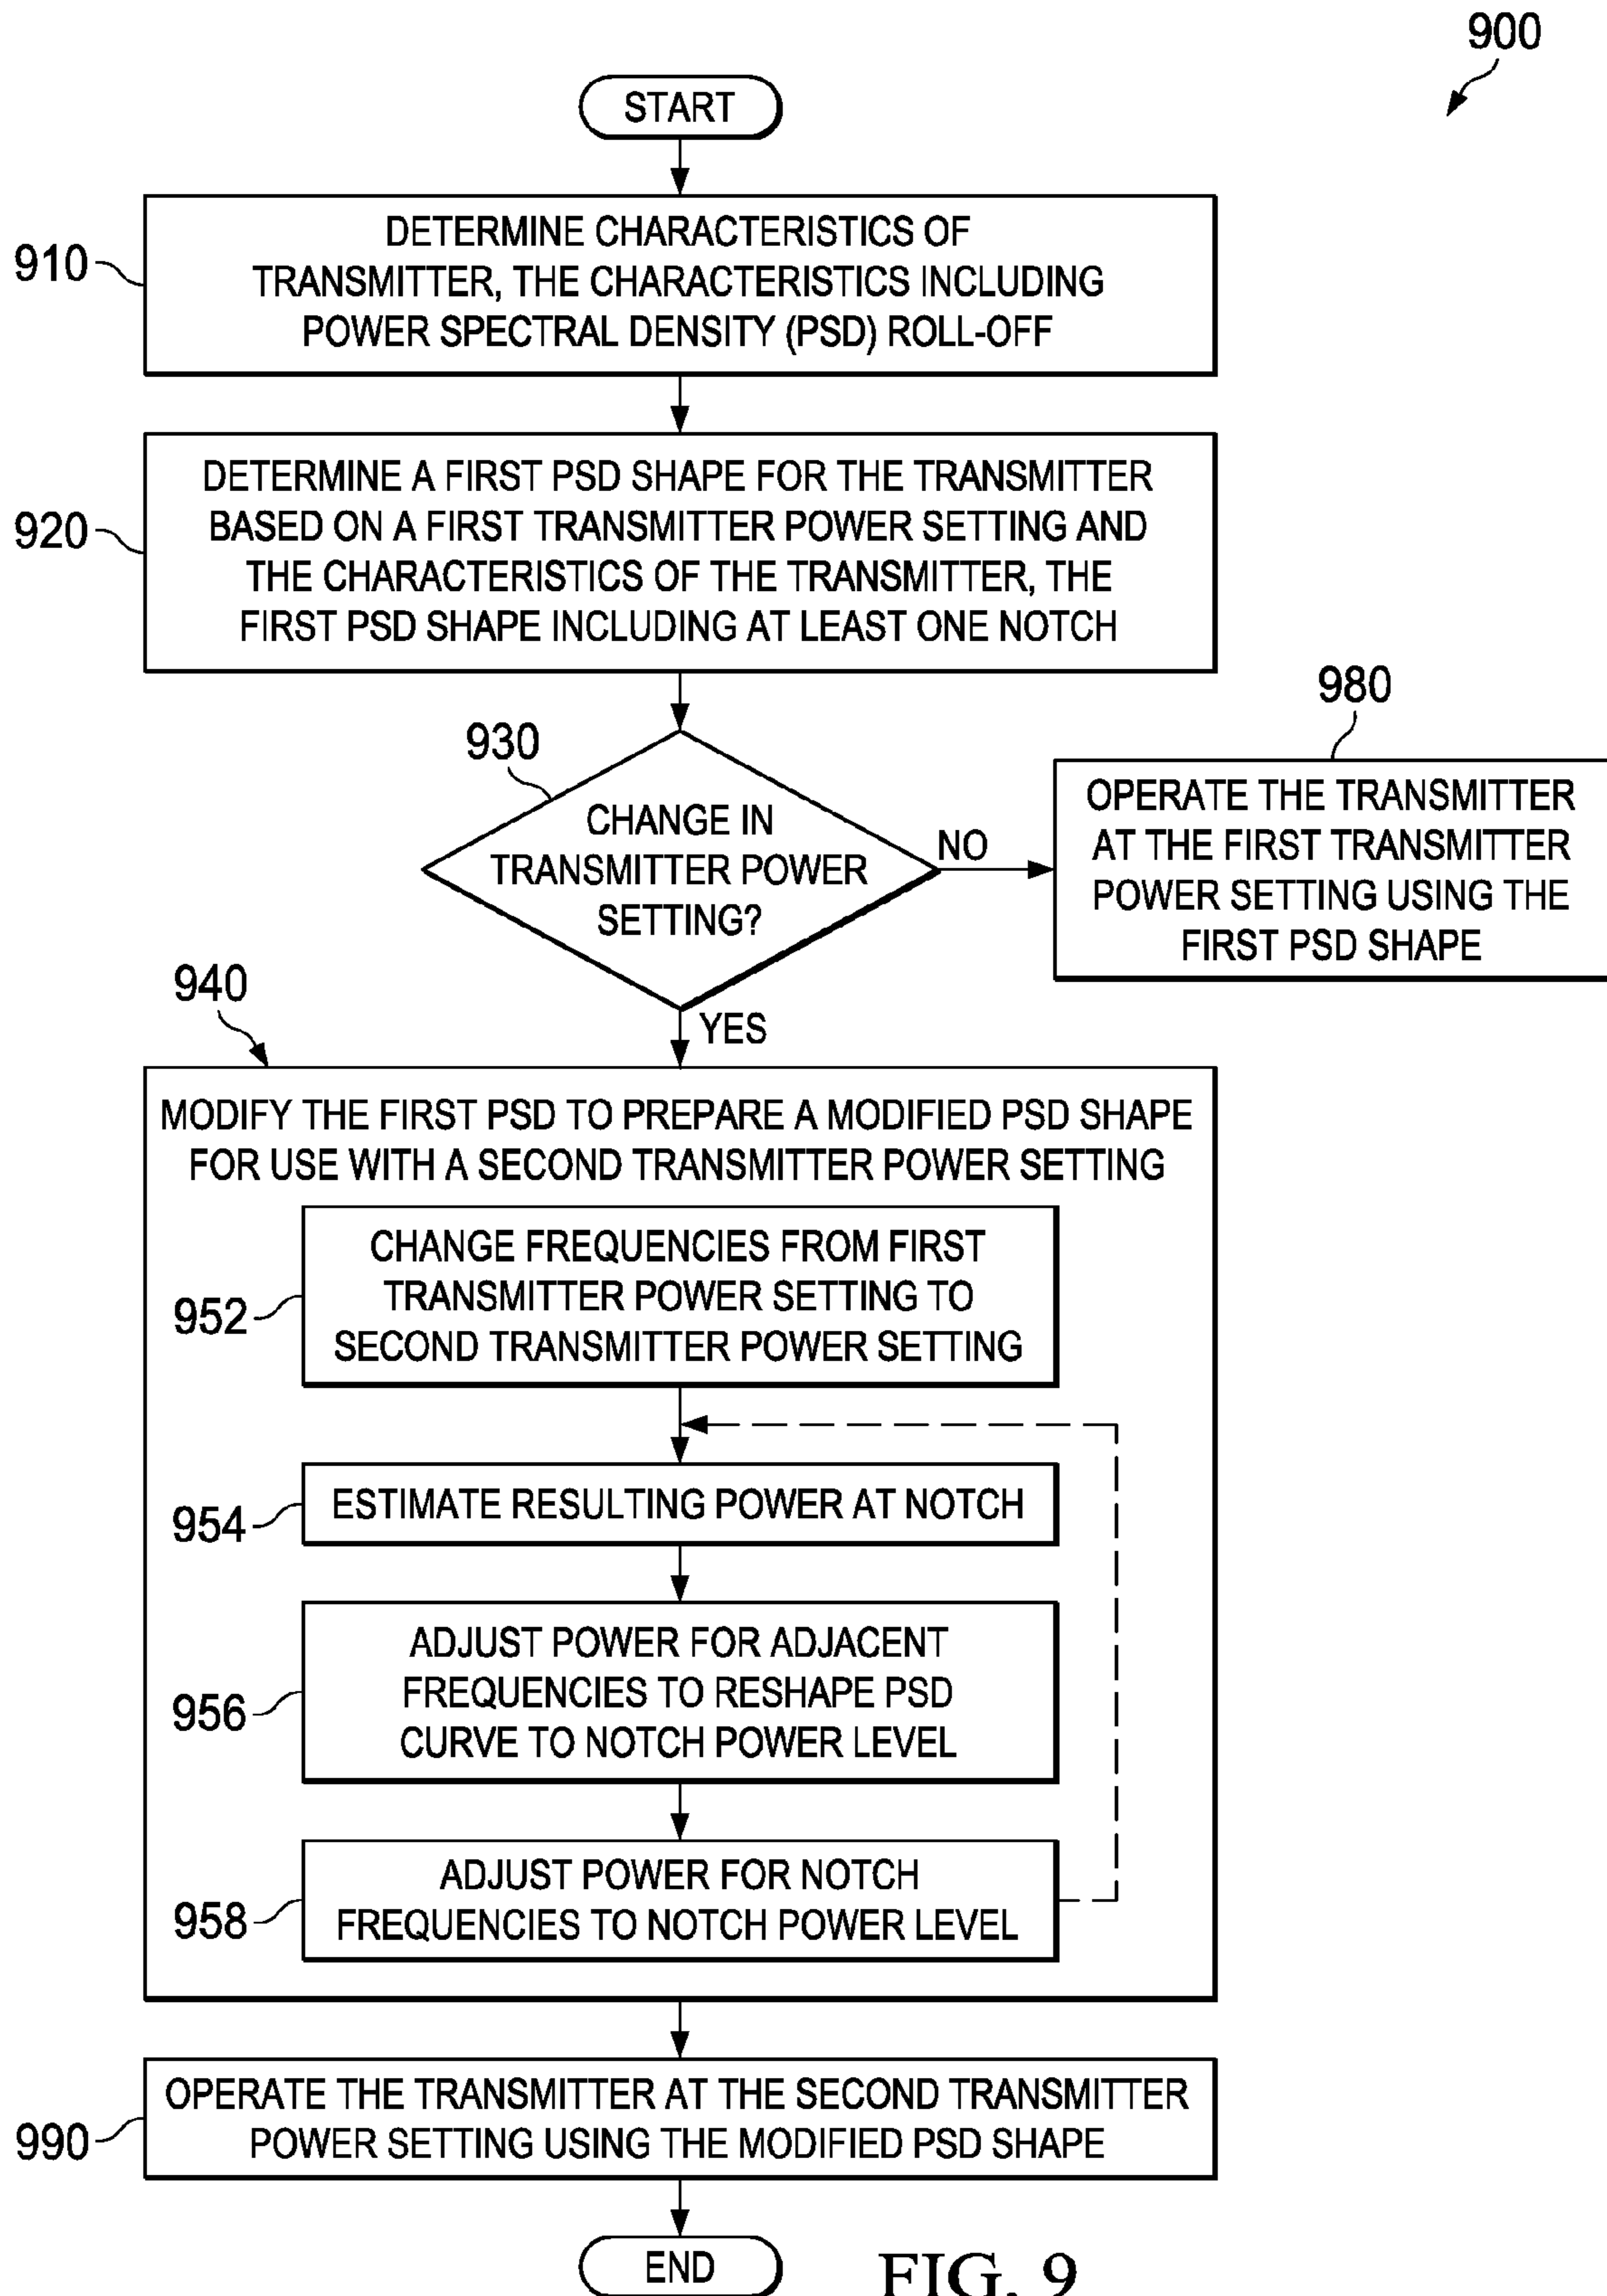 900
START
910
DETERMINE CHARACTERISTICS OF
TRANSMITTER, THE CHARACTERISTICS INCLUDING
POWER SPECTRAL DENSITY (PSD) ROLL-OFF
920
DETERMINE A FIRST PSD SHAPE FOR THE TRANSMITTER
BASED ON A FIRST TRANSMITTER POWER SETTING AND
THE CHARACTERISTICS OF THE TRANSMITTER, THE
FIRST PSD SHAPE INCLUDING AT LEAST ONE NOTCH
930
CHANGE IN
TRANSMITTER POWER
SETTING?
NO
980
OPERATE THE TRANSMITTER
AT THE FIRST TRANSMITTER
POWER SETTING USING THE
FIRST PSD SHAPE
YES
940
MODIFY THE FIRST PSD TO PREPARE A MODIFIED PSD SHAPE
FOR USE WITH A SECOND TRANSMITTER POWER SETTING
952
CHANGE FREQUENCIES FROM FIRST
TRANSMITTER POWER SETTING TO
SECOND TRANSMITTER POWER SETTING
954
ESTIMATE RESULTING POWER AT NOTCH
956
ADJUST POWER FOR ADJACENT
FREQUENCIES TO RESHAPE PSD
CURVE TO NOTCH POWER LEVEL
958
ADJUST POWER FOR NOTCH
FREQUENCIES TO NOTCH POWER LEVEL
990
OPERATE THE TRANSMITTER AT THE SECOND TRANSMITTER
POWER SETTING USING THE MODIFIED PSD SHAPE
END
FIG. 9